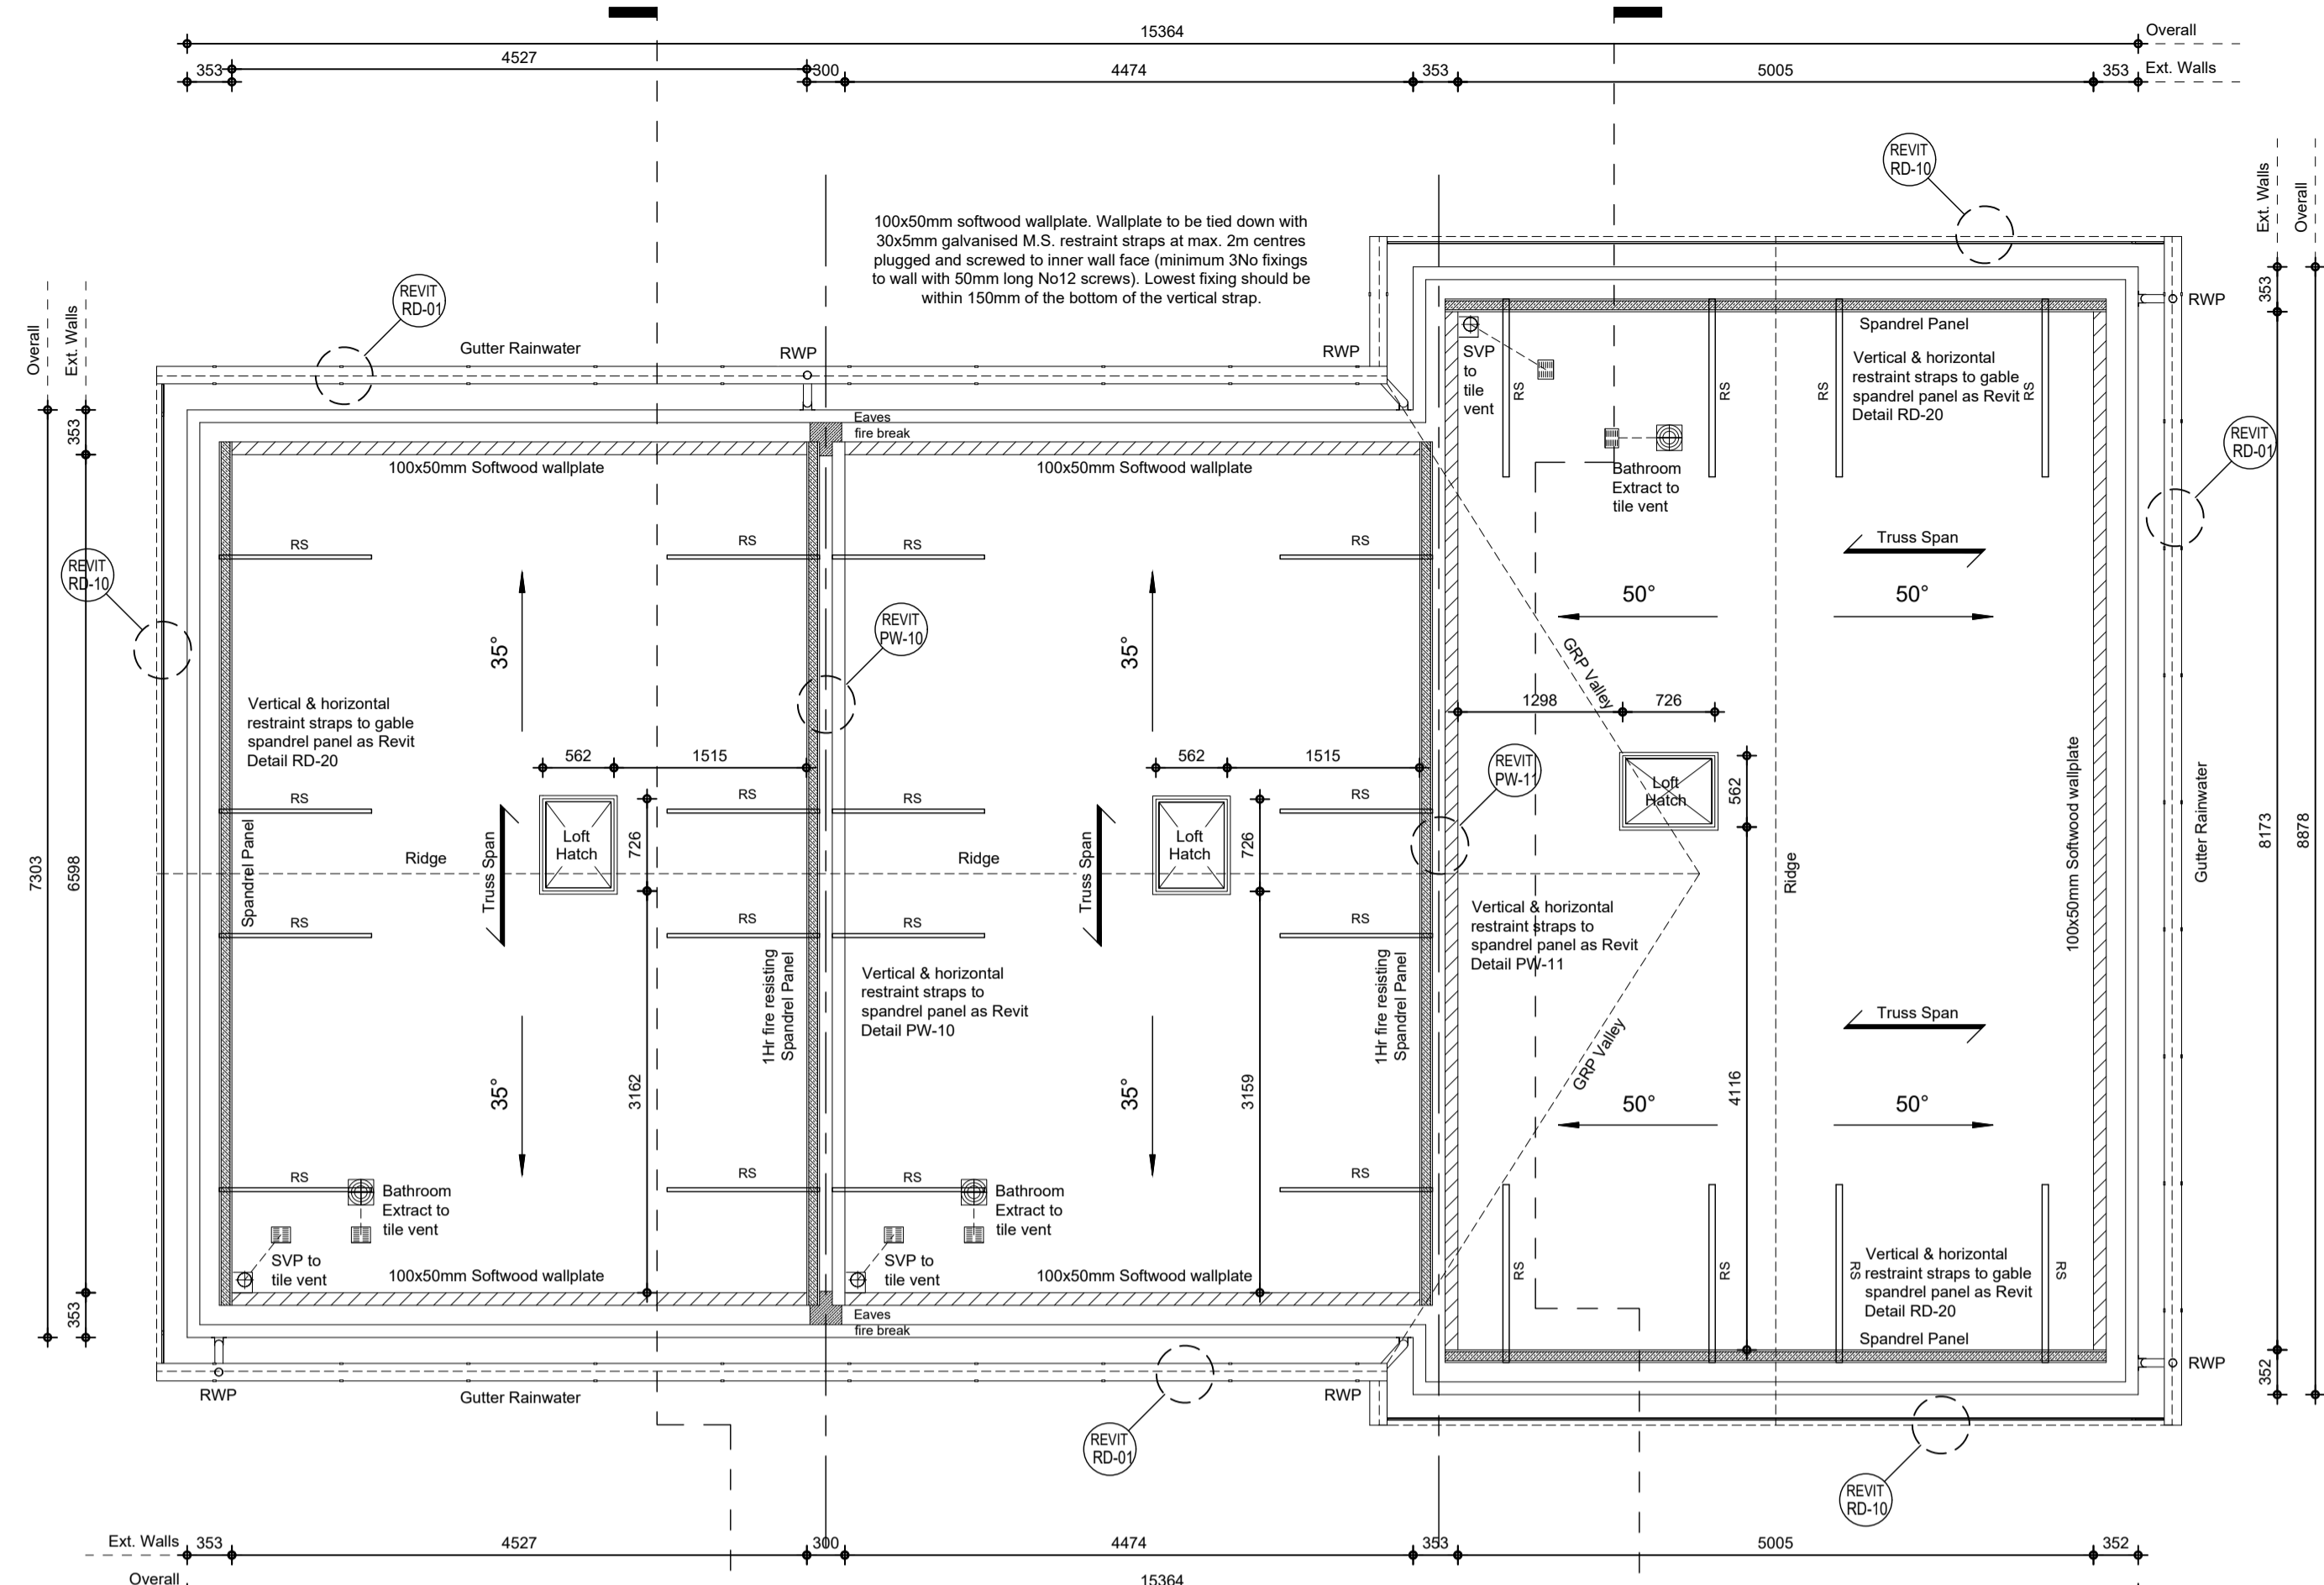 15364
Overall
353
4527
300
4474
353
5005
353
Ext. Walls
REVIT
RD-10
Ext. Walls
Overall
100x50mm softwood wallplate. Wallplate to be tied down with
30x5mm galvanised M.S. restraint straps at max. 2m centres
plugged and screwed to inner wall face (minimum 3No fixings
to wall with 50mm long No12 screws). Lowest fixing should be
within 150mm of the bottom of the vertical strap.
REVIT
RD-01
353
RWP
Overall
Ext. Walls
Gutter Rainwater
RWP
RWP
SVP
to
tile
vent
RS
RS
RS
RS
Spandrel Panel
Vertical & horizontal
restraint straps to gable
spandrel panel as Revit
Detail RD-20
353
Eaves
fire break
100x50mm Softwood wallplate
100x50mm Softwood wallplate
Bathroom
Extract to
tile vent
REVIT
RD-01
REVIT
RD-10
RS
RS
RS
RS
Truss Span
50°
50°
REVIT
PW-10
35°
35°
GRP Valley
Vertical & horizontal
restraint straps to gable
spandrel panel as Revit
Detail RD-20
1298
726
562
1515
562
1515
REVIT
PW-11
Loft
Hatch
562
100x50mm Softwood wallplate
RS
RS
RS
RS
Spandrel Panel
Ridge
Truss Span
Loft
Hatch
726
Ridge
Truss Span
Loft
Hatch
726
Ridge
Gutter Rainwater
8173
8878
7303
6598
RS
RS
RS
RS
Vertical & horizontal
restraint straps to
spandrel panel as Revit
Detail PW-11
1Hr fire resisting
Spandrel Panel
Vertical & horizontal
restraint straps to
spandrel panel as Revit
Detail PW-10
1Hr fire resisting
Spandrel Panel
Truss Span
GRP Valley
35°
3162
35°
3159
4116
50°
50°
RS
RS
RS
RS
Bathroom
Extract to
tile vent
Bathroom
Extract to
tile vent
SVP to
tile vent
SVP to
tile vent
100x50mm Softwood wallplate
100x50mm Softwood wallplate
RS
RS
RS
RS
Vertical & horizontal
restraint straps to gable
spandrel panel as Revit
Detail RD-20
Spandrel Panel
353
Eaves
fire break
RWP
352
RWP
Gutter Rainwater
RWP
REVIT
RD-01
REVIT
RD-10
Ext. Walls
353
4527
300
4474
353
5005
352
Overall
15364